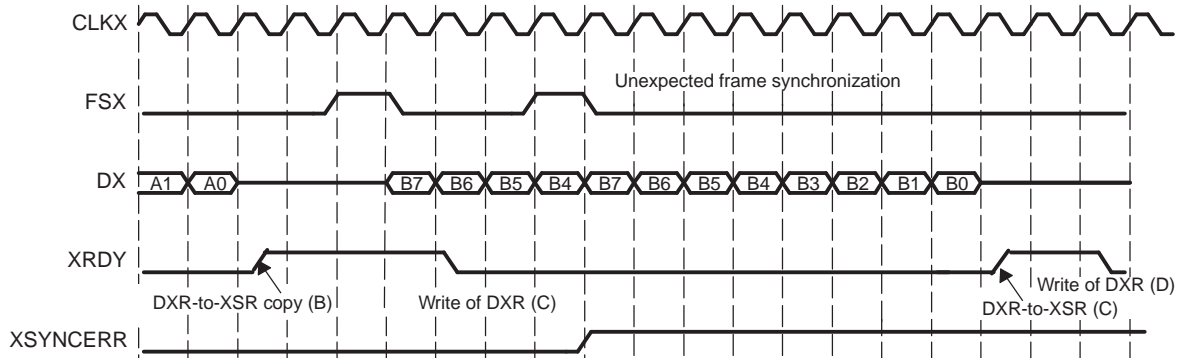 CLKX
Unexpected frame synchronization
FSX
DX A1 A0 B7 B6 B5 B4 B7 B6 B5 B4 B3 B2 B1 B0
XRDY
DXR-to-XSR copy (B) Write of DXR (C) Write of DXR (D)
DXR-to-XSR (C)
XSYNCERR